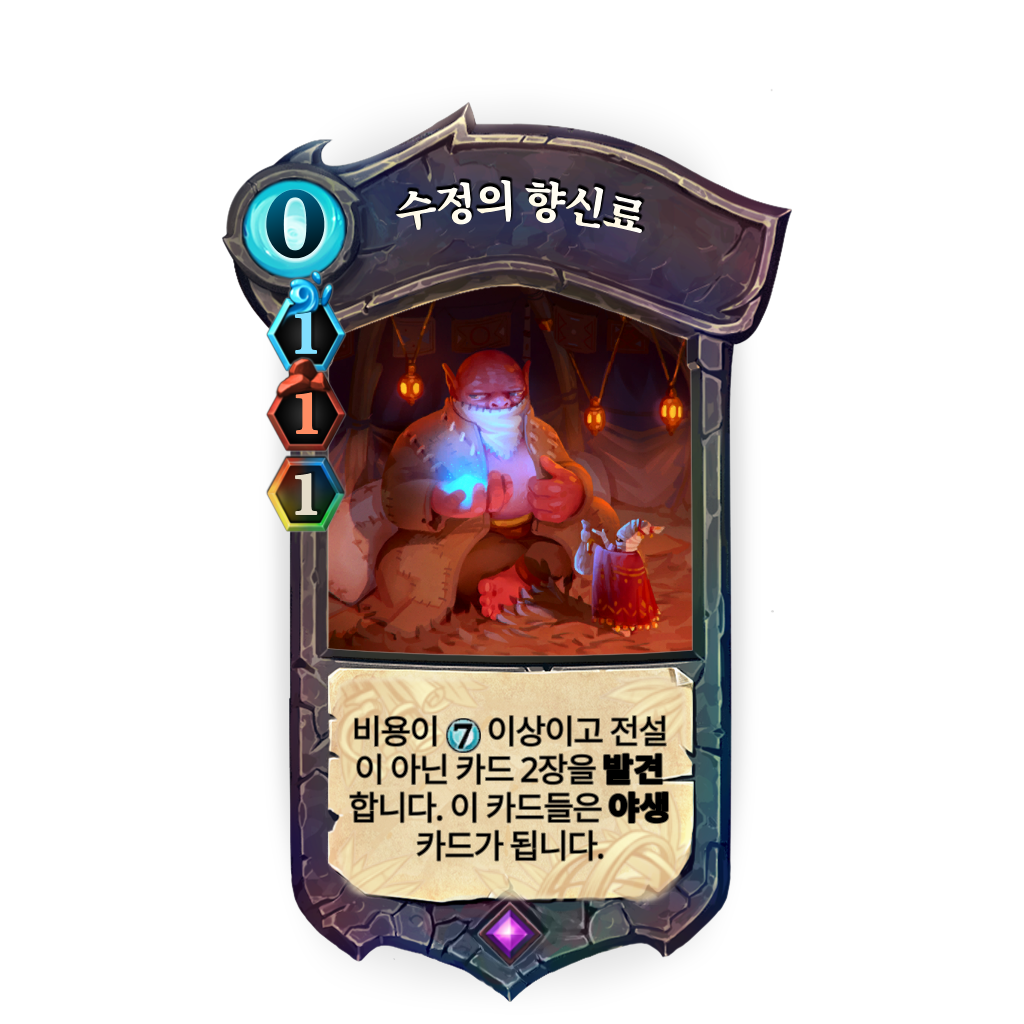 수정의 향신료
0
1
1
1
비용이 7 이상이고 전설
이 아닌 카드 2장을 발견
합니다. 이 카드들은 야생
카드가 됩니다.